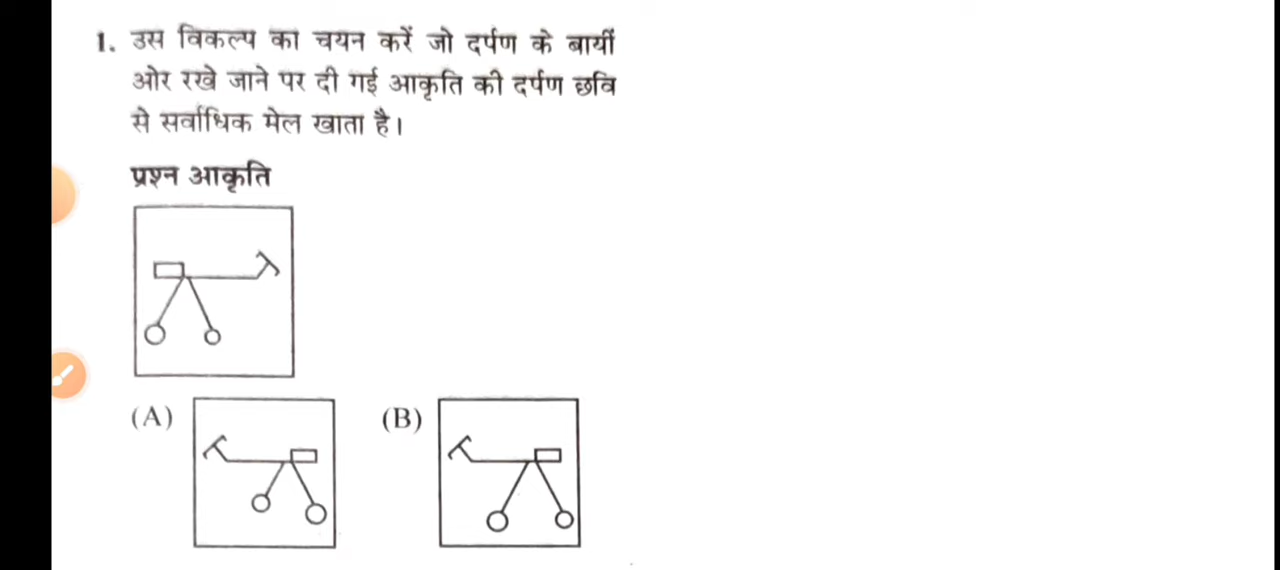 1. उस विकल्प का चयन करें जो दर्पण के बायीं
ओर रखे जाने पर दी गई आकृति की दर्पण छवि
से सर्वाधिक मेल खाता है।
प्रश्न आकृति
(A) (B)